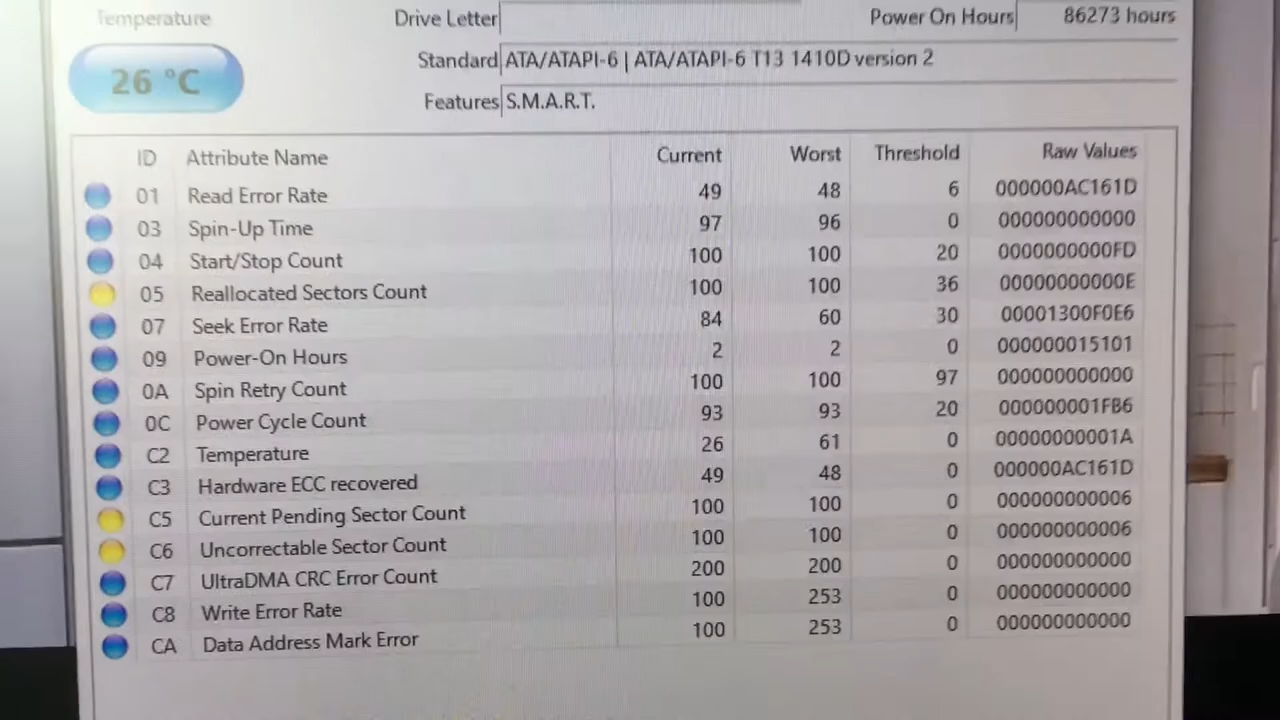 Temperature Drive Letter Power On Hours 86273 hours
26 °C Standard ATA/ATAPI-6 | ATA/ATAPI-6 T13 1410D version 2
Features S.M.A.R.T.
ID Attribute Name Current Worst Threshold Raw Values
01 Read Error Rate 49 48 6 000000AC161D
03 Spin-Up Time 97 96 0 000000000000
04 Start/Stop Count 100 100 20 0000000000FD
05 Reallocated Sectors Count 100 100 36 00000000000E
07 Seek Error Rate 84 60 30 00001300F0E6
09 Power-On Hours 2 2 0 000000015101
0A Spin Retry Count 100 100 97 000000000000
0C Power Cycle Count 93 93 20 000000001FB6
C2 Temperature 26 61 0 00000000001A
C3 Hardware ECC recovered 49 48 0 000000AC161D
C5 Current Pending Sector Count 100 100 0 000000000006
C6 Uncorrectable Sector Count 100 100 0 000000000006
C7 UltraDMA CRC Error Count 200 200 0 000000000000
C8 Write Error Rate 100 253 0 000000000000
CA Data Address Mark Error 100 253 0 000000000000